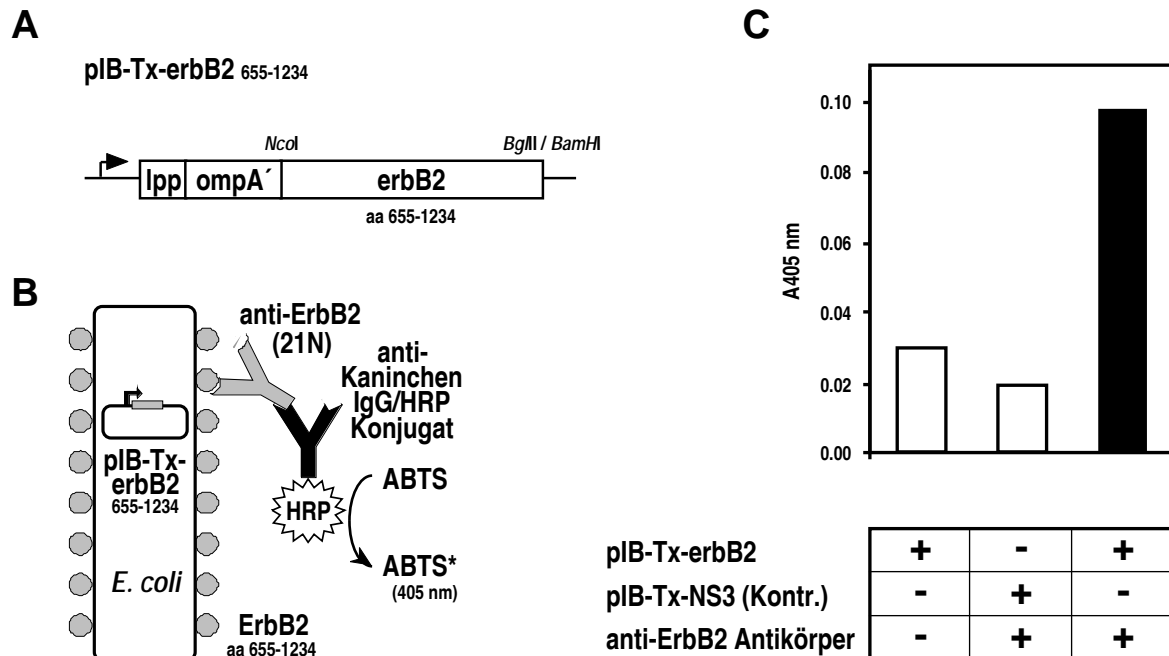 A
pIB-Tx-erbB2 655-1234
NcoI
BglII / BamHI
lpp
ompA´
erbB2
aa 655-1234
B
anti-ErbB2
(21N)
anti-
Kaninchen
IgG/HRP
Konjugat
pIB-Tx-
erbB2
655-1234
E. coli
HRP
ABTS
ABTS*
(405 nm)
ErbB2
aa 655-1234
C
A405 nm
0.10
0.08
0.06
0.04
0.02
0.00
pIB-Tx-erbB2 + - +
pIB-Tx-NS3 (Kontr.) - + -
anti-ErbB2 Antikörper - + +